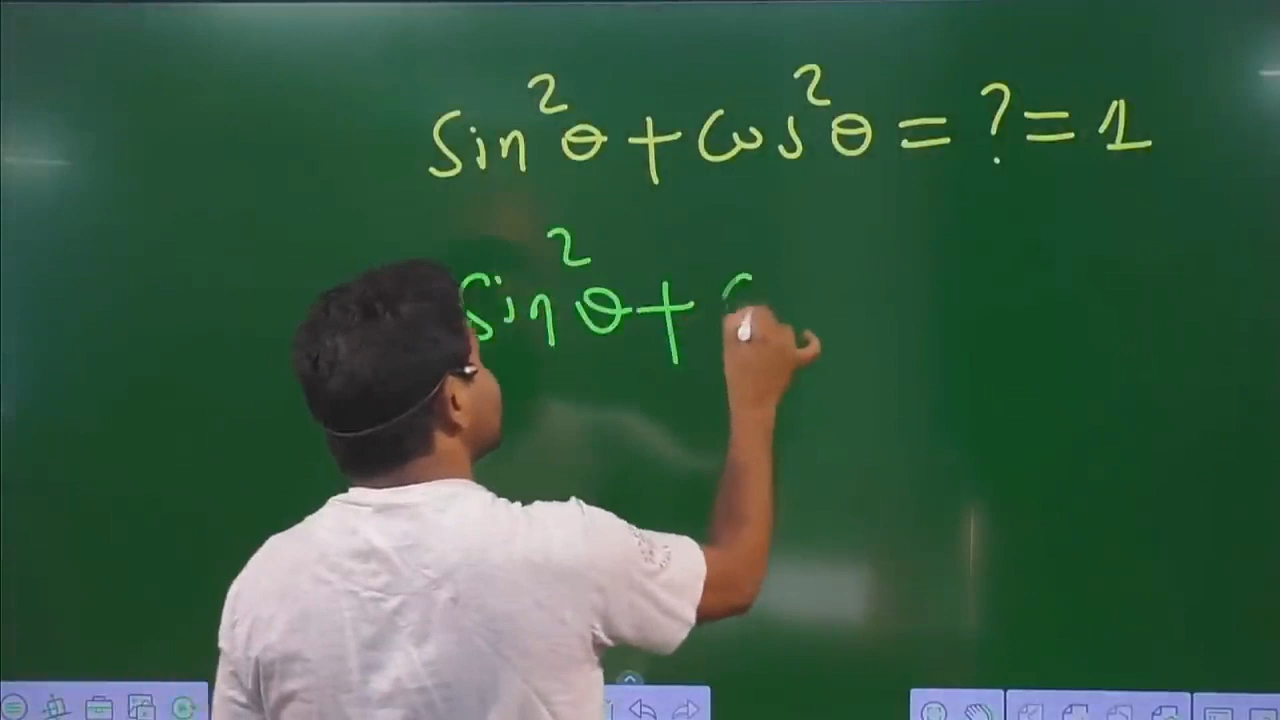 sin²θ + cos²θ = ? = 1
sin²θ +